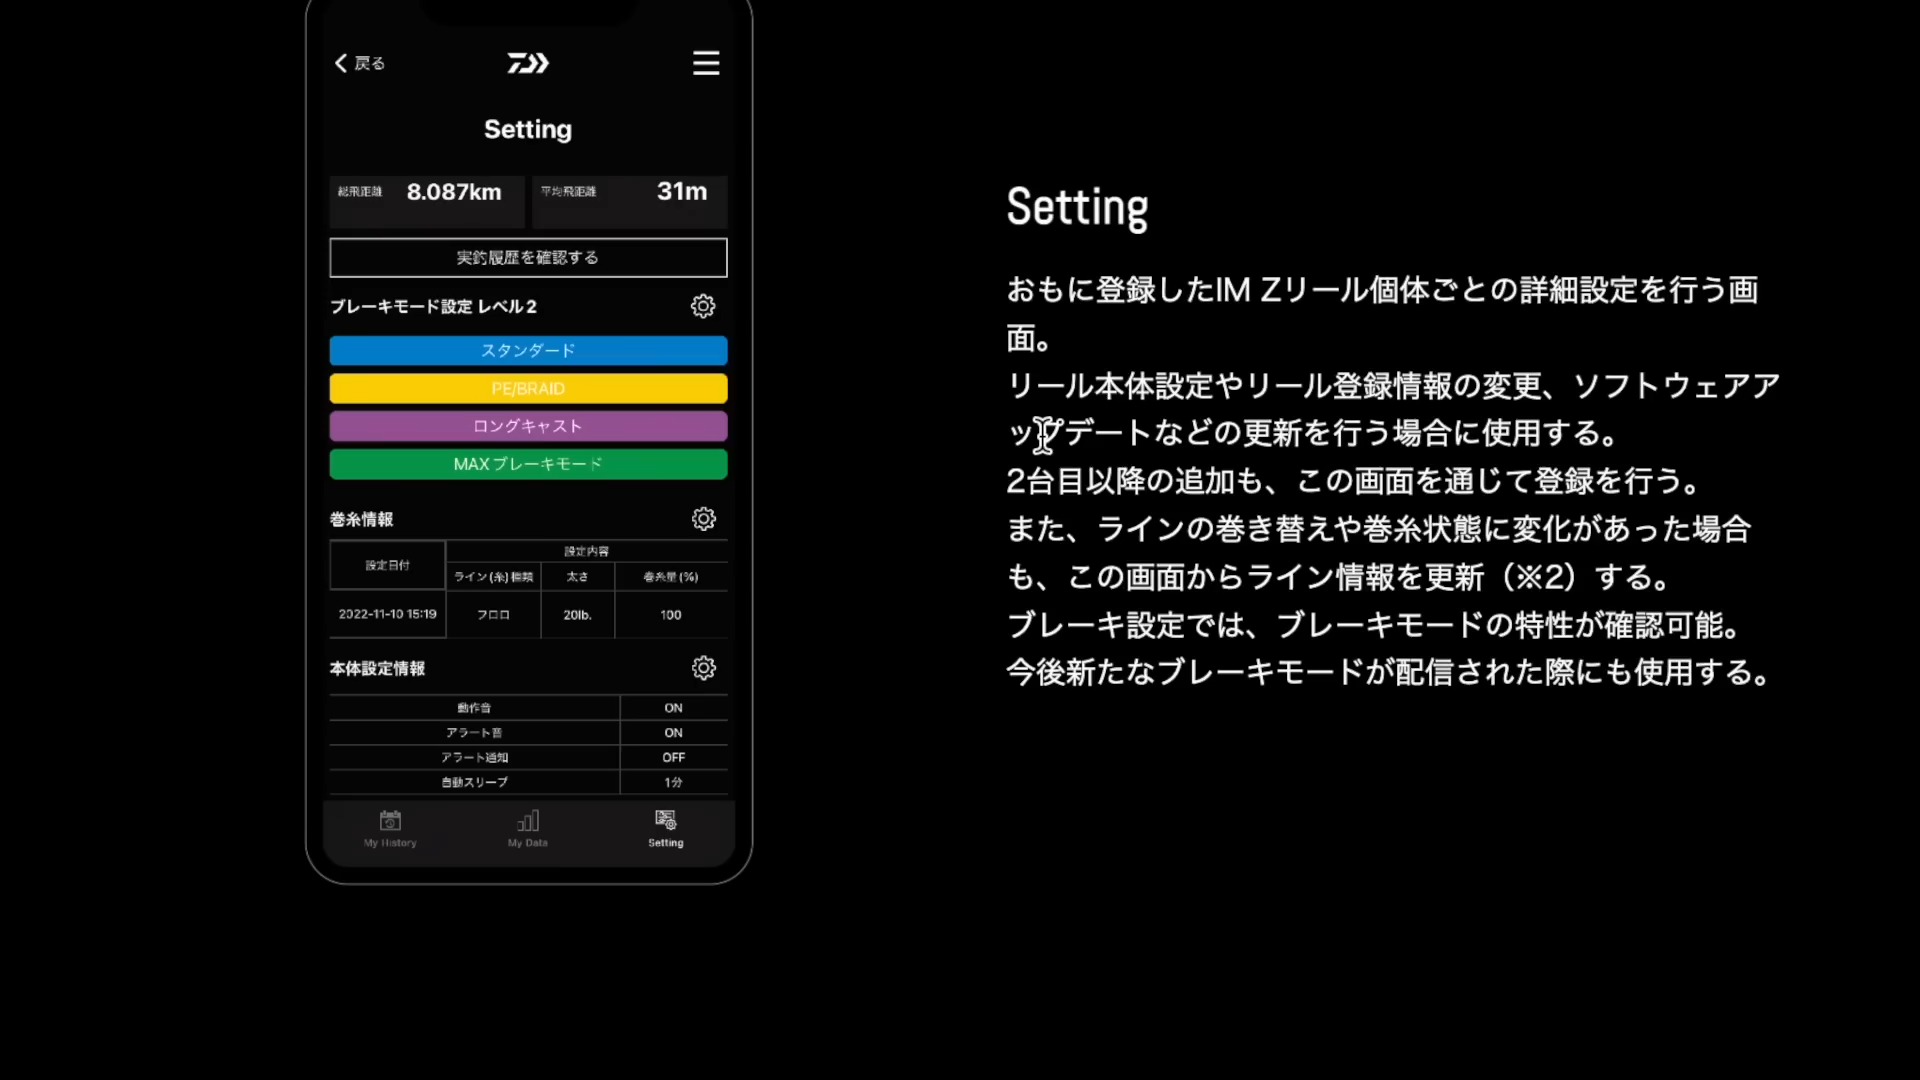 戻る
Setting
総飛距離 8.087km 平均飛距離 31m
実釣履歴を確認する
ブレーキモード設定 レベル2
スタンダード
PE/BRAID
ロングキャスト
MAXブレーキモード
巻糸情報
設定日付 設定内容
ライン(糸)種類 太さ 巻糸量(%)
2022-11-10 15:19 フロロ 20lb. 100
本体設定情報
動作音 ON
アラート音 ON
アラート通知 OFF
自動スリープ 1分
My History My Data Setting
Setting
おもに登録したIM Zリール個体ごとの詳細設定を行う画
面。
リール本体設定やリール登録情報の変更、ソフトウェアア
ップデートなどの更新を行う場合に使用する。
2台目以降の追加も、この画面を通じて登録を行う。
また、ラインの巻き替えや巻糸状態に変化があった場合
も、この画面からライン情報を更新（※2）する。
ブレーキ設定では、ブレーキモードの特性が確認可能。
今後新たなブレーキモードが配信された際にも使用する。